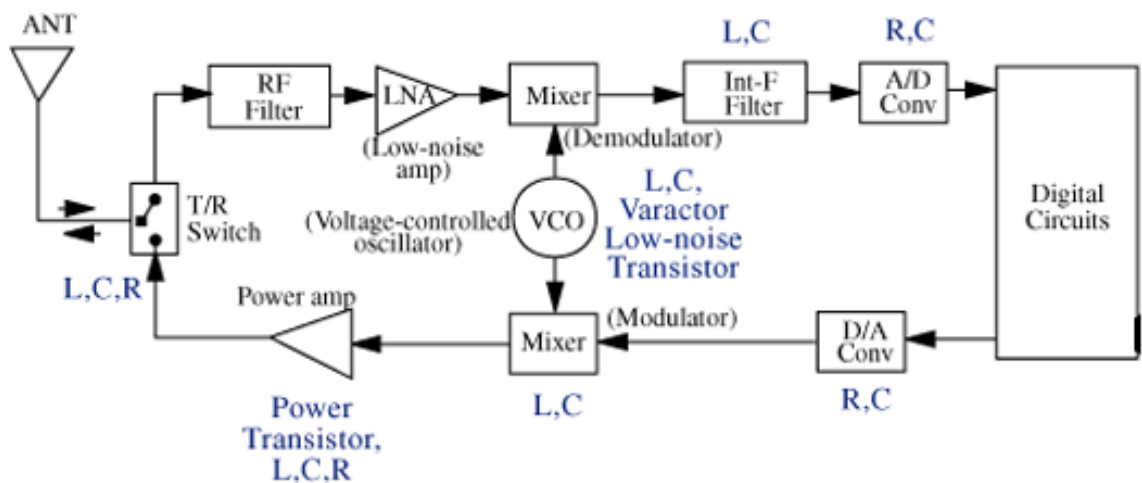 ANT
L,C
R,C
RF
Filter
LNA
Mixer
Int-F
Filter
A/D
Conv
(Low-noise
amp)
(Demodulator)
T/R
Switch
(Voltage-controlled
oscillator)
VCO
L,C,
Varactor
Low-noise
Transistor
Digital
Circuits
L,C,R
Power amp
Mixer
(Modulator)
D/A
Conv
Power
Transistor,
L,C,R
L,C
R,C